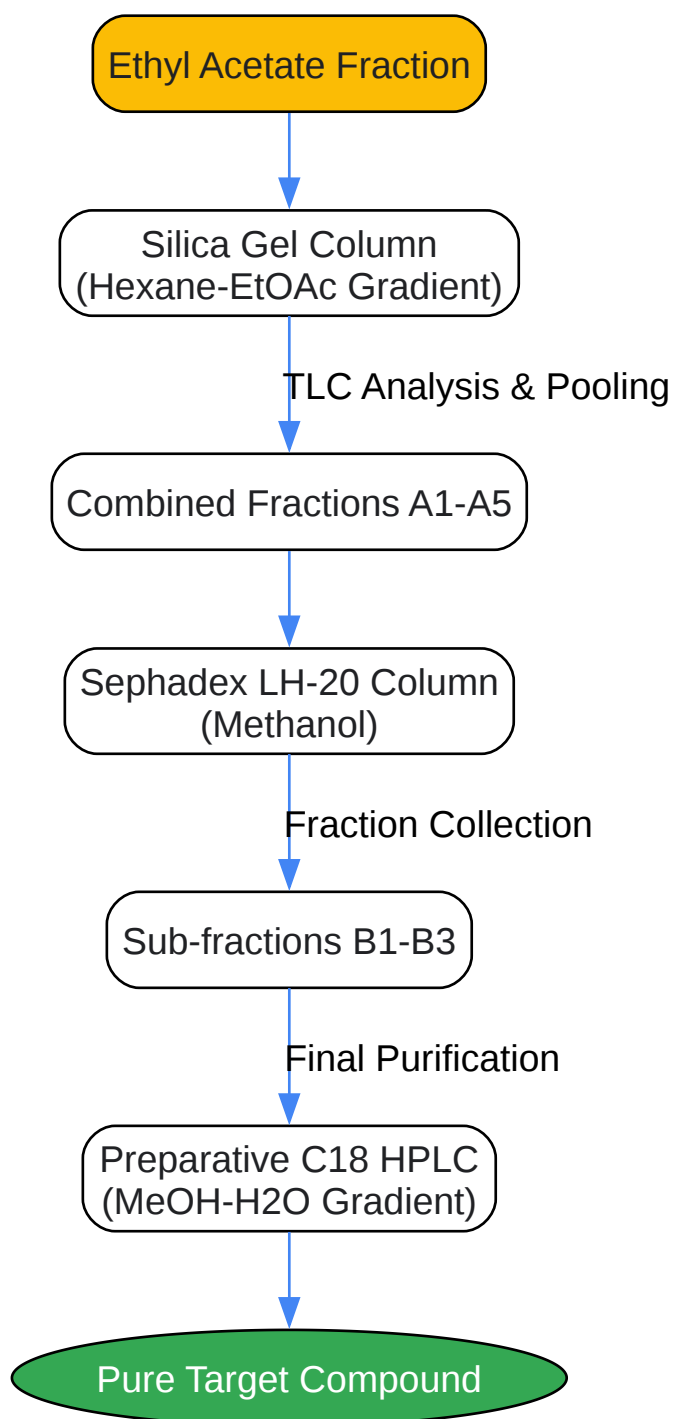 Ethyl Acetate Fraction
Silica Gel Column
(Hexane-EtOAc Gradient)
TLC Analysis & Pooling
Combined Fractions A1-A5
Sephadex LH-20 Column
(Methanol)
Fraction Collection
Sub-fractions B1-B3
Final Purification
Preparative C18 HPLC
(MeOH-H2O Gradient)
Pure Target Compound